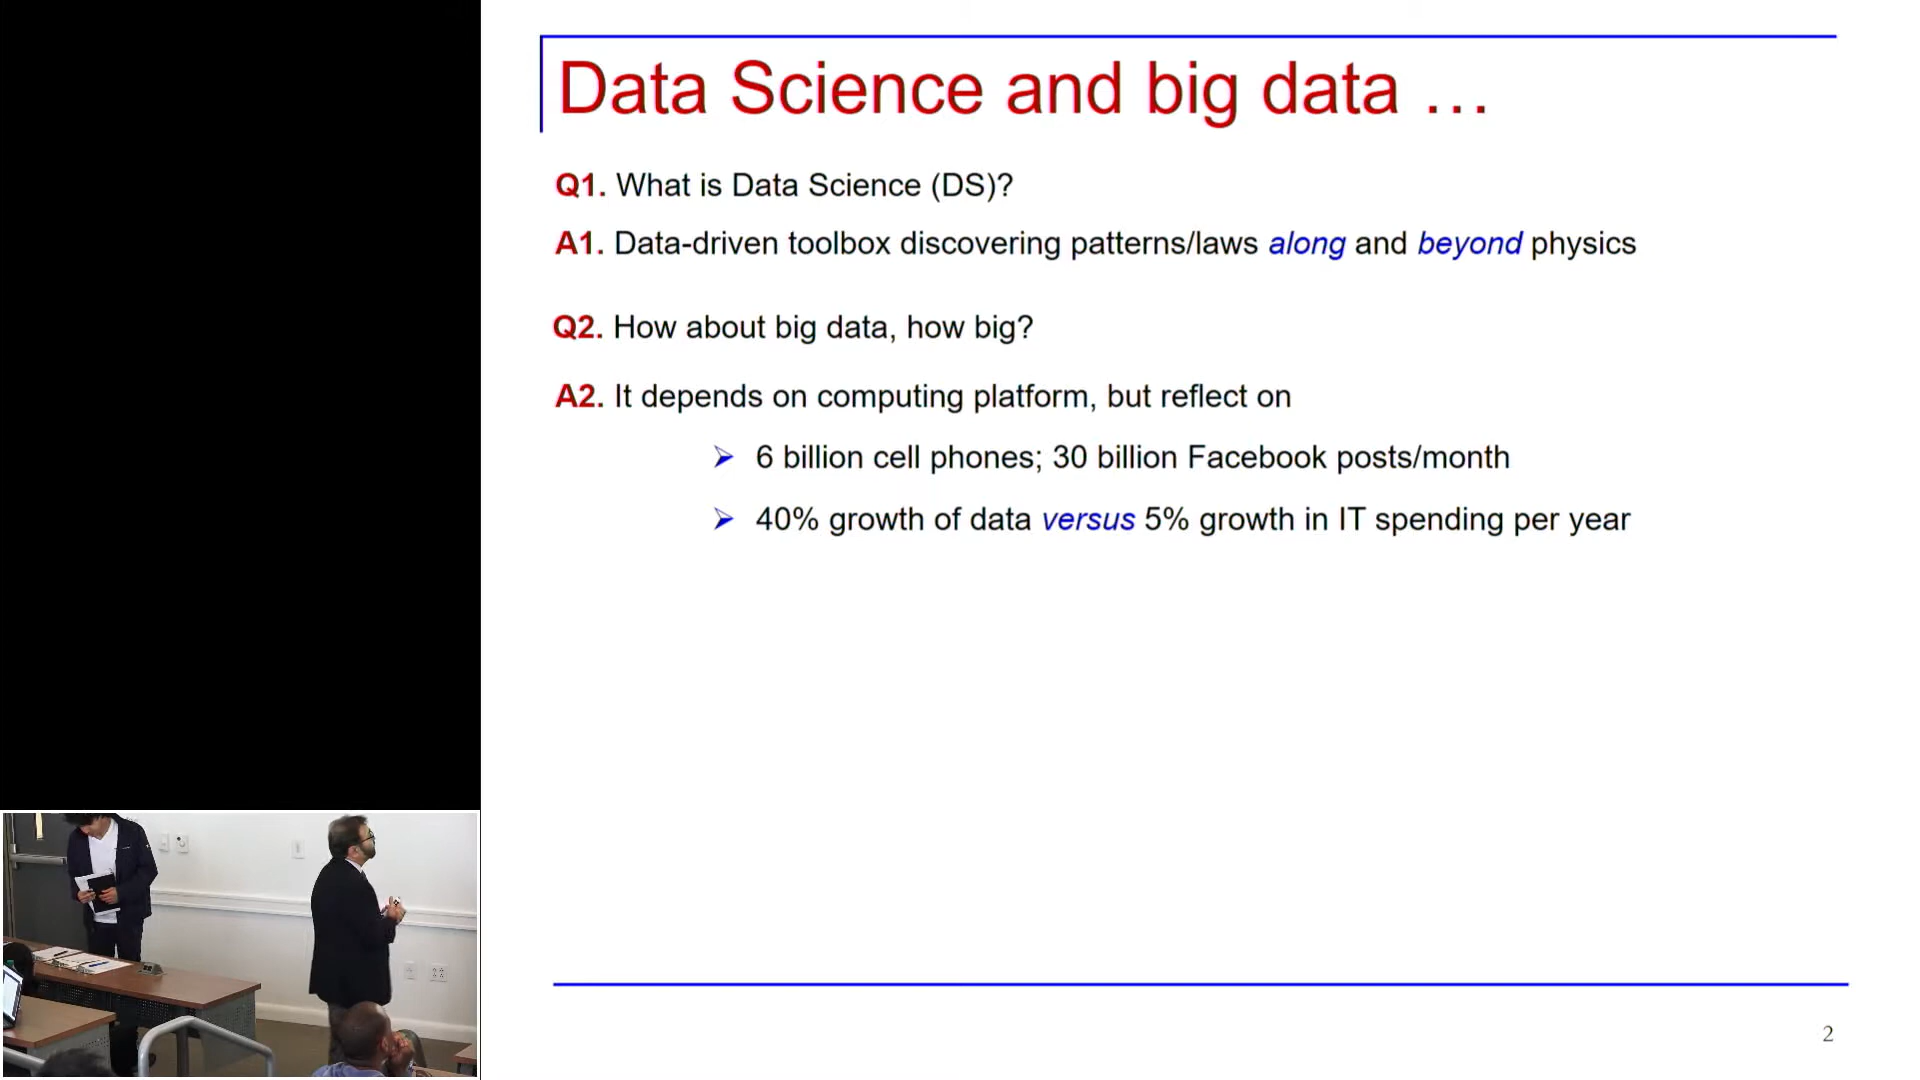 Data Science and big data …
Q1. What is Data Science (DS)?
A1. Data-driven toolbox discovering patterns/laws along and beyond physics
Q2. How about big data, how big?
A2. It depends on computing platform, but reflect on
➢ 6 billion cell phones; 30 billion Facebook posts/month
➢ 40% growth of data versus 5% growth in IT spending per year
2